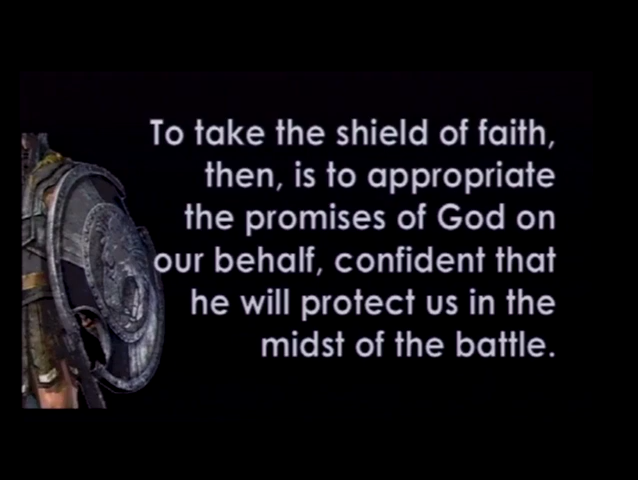 To take the shield of faith,
then, is to appropriate
the promises of God on
our behalf, confident that
he will protect us in the
midst of the battle.